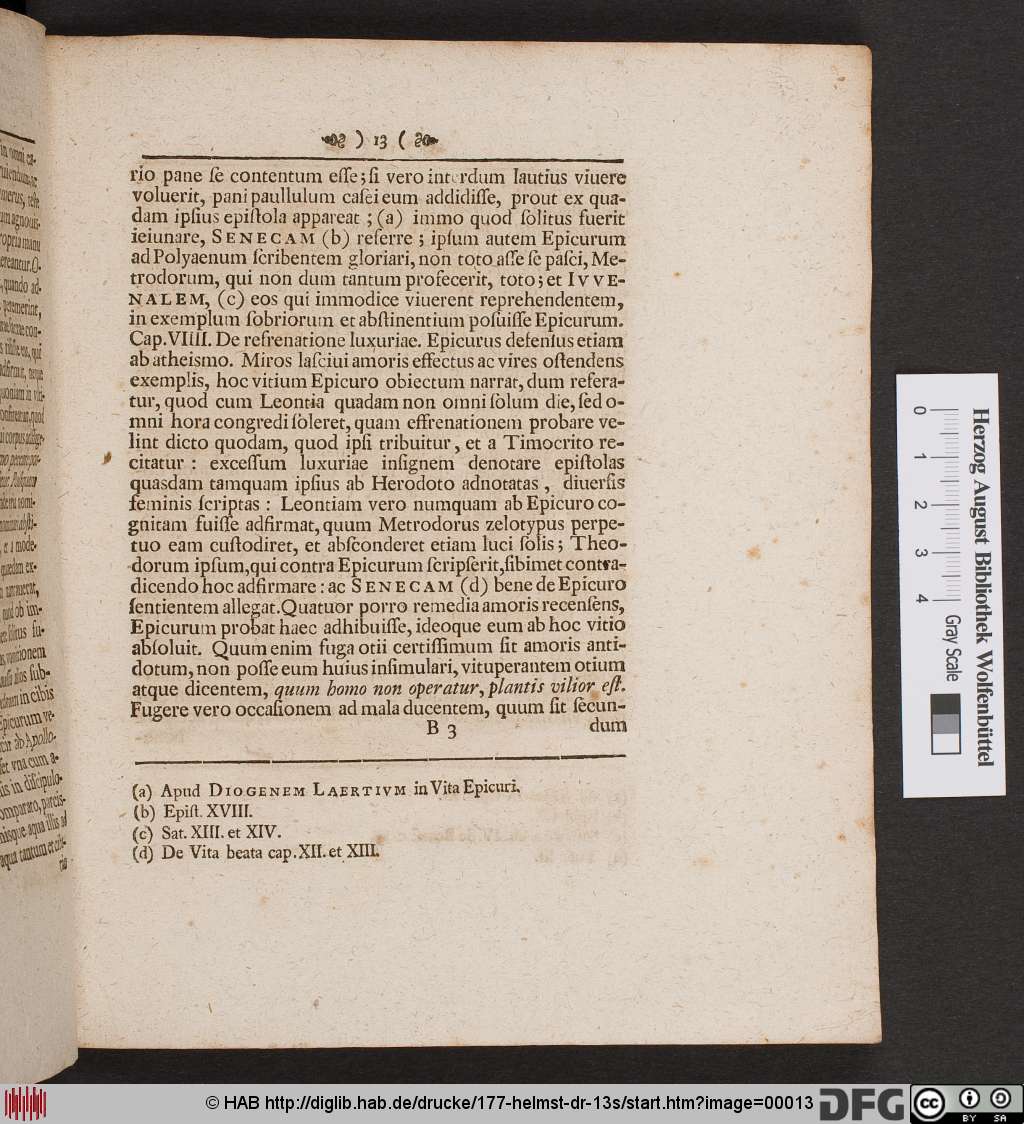 ) 13 (
rio pane ſe contentum eſſe; ſi vero interdum lautius viuere
voluerit, pani paullulum caſei eum addidiſſe, prout ex qua-
dam ipſius epiſtola appareat ; (a) immo quod ſolitus fuerit
ieiunare, SENECAM (b) referre ; ipſum autem Epicurum
ad Polyaenum ſcribentem gloriari, non toto aſſe ſe paſci, Me-
trodorum, qui non dum tantum profecerit, toto; et IVVE-
NALEM, (c) eos qui immodice viuerent reprehendentem,
in exemplum ſobriorum et abſtinentium poſuiſſe Epicurum.
Cap. VIIII. De refrenatione luxuriae. Epicurus defenſus etiam
ab atheismo. Miros laſciui amoris effectus ac vires oſtendens
exemplis, hoc vitium Epicuro obiectum narrat, dum refera-
tur, quod cum Leontia quadam non omni ſolum die, ſed o-
mni hora congredi ſoleret, quam effrenationem probare ve-
lint dicto quodam, quod ipſi tribuitur, et a Timocrito re-
citatur : exceſſum luxuriae inſignem denotare epiſtolas
quasdam tamquam ipſius ab Herodoto adnotatas , diuerſis
feminis ſcriptas : Leontiam vero numquam ab Epicuro co-
gnitam fuiſſe adfirmat, quum Metrodorus zelotypus perpe-
tuo eam cuſtodiret, et abſconderet etiam luci ſolis; Theo-
dorum ipſum, qui contra Epicurum ſcripſerit, ſibimet contra-
dicendo hoc adfirmare : ac SENECAM (d) bene de Epicuro
ſentientem allegat. Quatuor porro remedia amoris recenſens,
Epicurum probat haec adhibuiſſe, ideoque eum ab hoc vitio
abſoluit. Quum enim fuga otii certiſſimum ſit amoris anti-
dotum, non poſſe eum huius inſimulari, vituperantem otium
atque dicentem, quum homo non operatur, plantis vilior eſt.
Fugere vero occaſionem ad mala ducentem, quum ſit ſecun-
B 3 dum
(a) Apud DIOGENEM LAERTIVM in Vita Epicuri.
(b) Epiſt. XVIII.
(c) Sat. XIII. et XIV.
(d) De Vita beata cap. XII. et XIII.
0 1 2 3 4
Gray Scale
Herzog August Bibliothek Wolfenbüttel
© HAB http://diglib.hab.de/drucke/177-helmst-dr-13s/start.htm?image=00013
DFG
cc BY SA